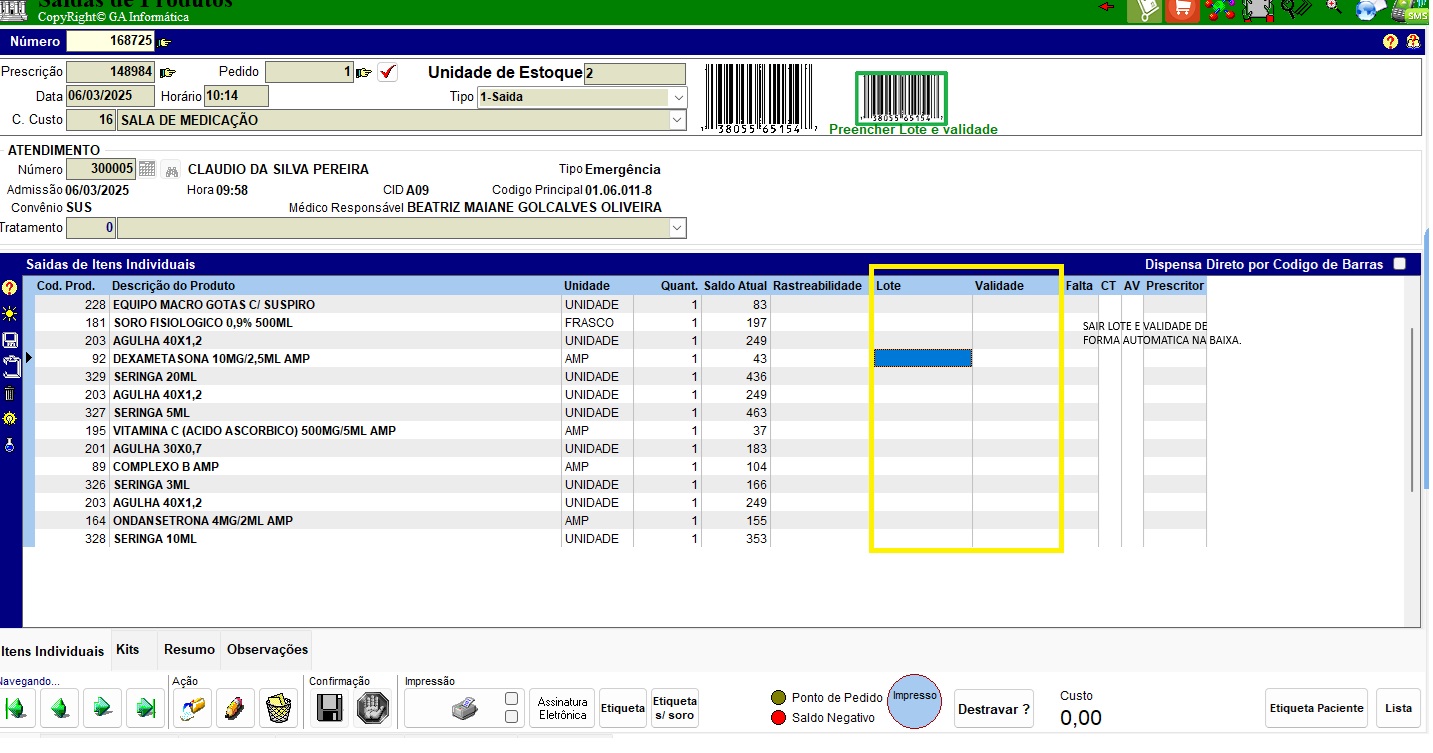 Saidas de Produtos
CopyRight© GA Informática
SMS
Número 168725
Prescrição 148984 Pedido 1 Unidade de Estoque 2
Data 06/03/2025 Horário 10:14 Tipo 1-Saida
C. Custo 16 SALA DE MEDICAÇÃO
7 38055 65154 7
7 38055 65154 7
Preencher Lote e validade
ATENDIMENTO
Número 300005 CLAUDIO DA SILVA PEREIRA Tipo Emergência
Admissão 06/03/2025 Hora 09:58 CID A09 Codigo Principal 01.06.011-8
Convênio SUS Médico Responsável BEATRIZ MAIANE GOLCALVES OLIVEIRA
Tratamento 0
Saidas de Itens Individuais Dispensa Direto por Codigo de Barras
Cod. Prod. Descrição do Produto Unidade Quant. Saldo Atual Rastreabilidade Lote Validade Falta CT AV Prescritor
228 EQUIPO MACRO GOTAS C/ SUSPIRO UNIDADE 1 83
181 SORO FISIOLOGICO 0,9% 500ML FRASCO 1 197
SAIR LOTE E VALIDADE DE
FORMA AUTOMATICA NA BAIXA.
203 AGULHA 40X1,2 UNIDADE 1 249
92 DEXAMETASONA 10MG/2,5ML AMP AMP 1 43
329 SERINGA 20ML UNIDADE 1 436
203 AGULHA 40X1,2 UNIDADE 1 249
327 SERINGA 5ML UNIDADE 1 463
195 VITAMINA C (ACIDO ASCORBICO) 500MG/5ML AMP AMP 1 37
201 AGULHA 30X0,7 UNIDADE 1 183
89 COMPLEXO B AMP AMP 1 104
326 SERINGA 3ML UNIDADE 1 166
203 AGULHA 40X1,2 UNIDADE 1 249
164 ONDANSETRONA 4MG/2ML AMP AMP 1 155
328 SERINGA 10ML UNIDADE 1 353
Itens Individuais Kits Resumo Observações
Navegando... Ação Confirmação Impressão
Assinatura
Eletrônica
Etiqueta
Etiqueta
s/ soro
Ponto de Pedido
Saldo Negativo
Impresso
Destravar ?
Custo
0,00
Etiqueta Paciente
Lista